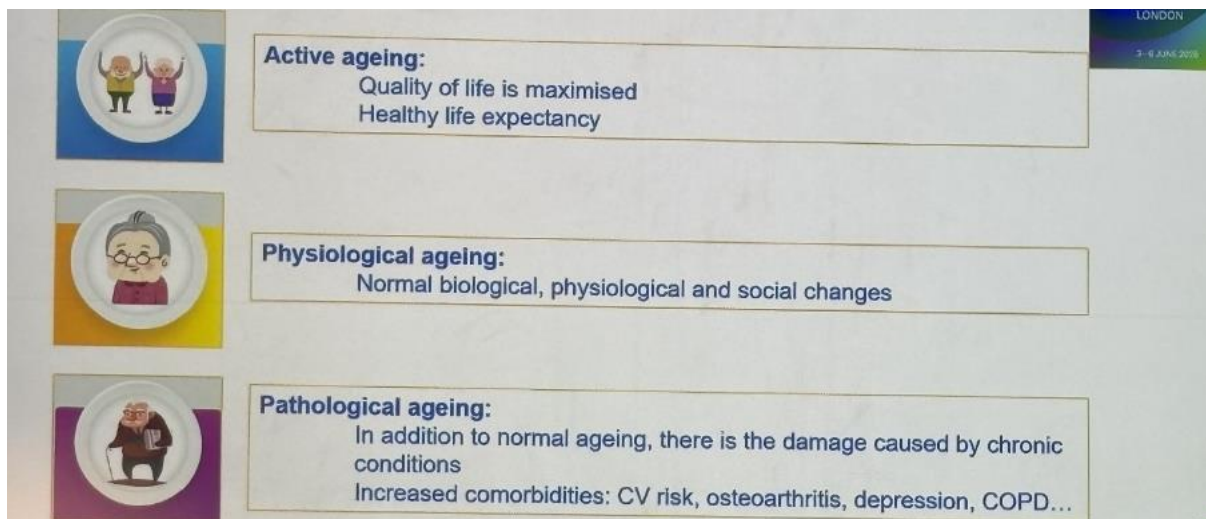 LONDON
Active ageing:
Quality of life is maximised
Healthy life expectancy
Physiological ageing:
Normal biological, physiological and social changes
Pathological ageing:
In addition to normal ageing, there is the damage caused by chronic
conditions
Increased comorbidities: CV risk, osteoarthritis, depression, COPD...